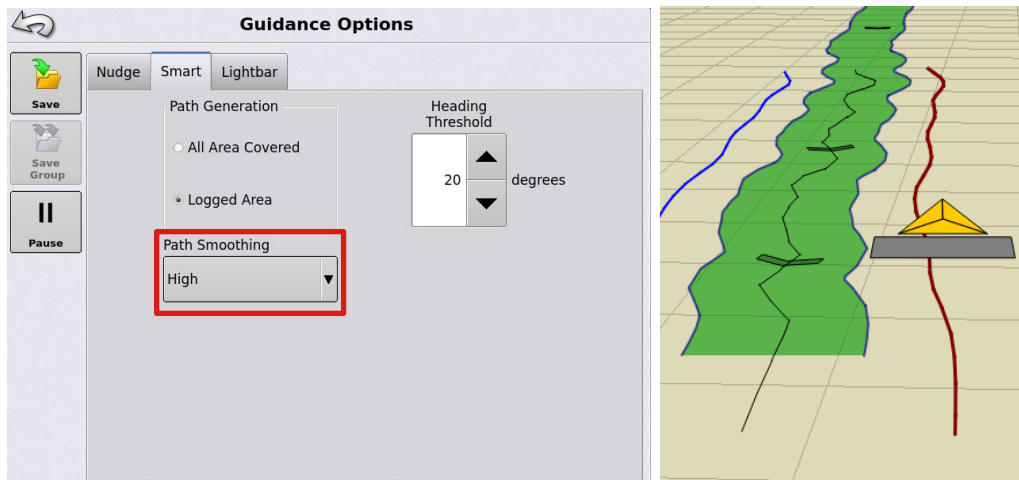 Guidance Options
Save
Save
Group
Pause
Nudge
Smart
Lightbar
Path Generation
All Area Covered
Logged Area
Path Smoothing
High
Heading
Threshold
20
degrees